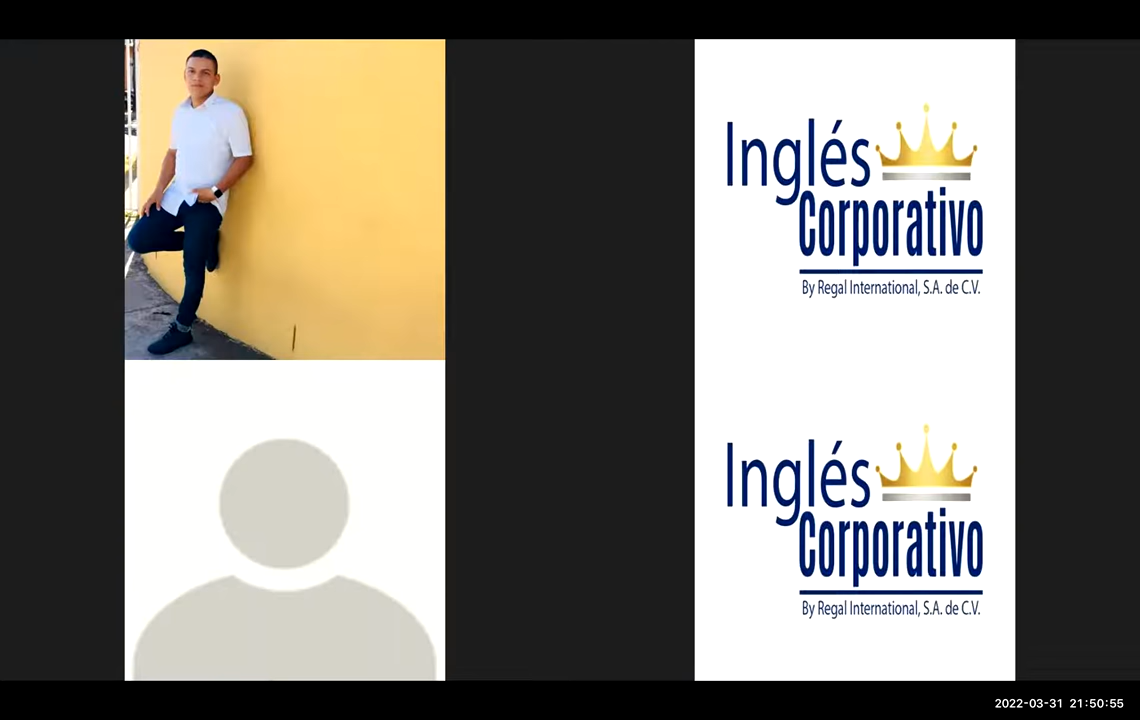 Inglés
Corporativo
By Regal International, S.A. de C.V.
Inglés
Corporativo
By Regal International, S.A. de C.V.
2022-03-31 21:50:55